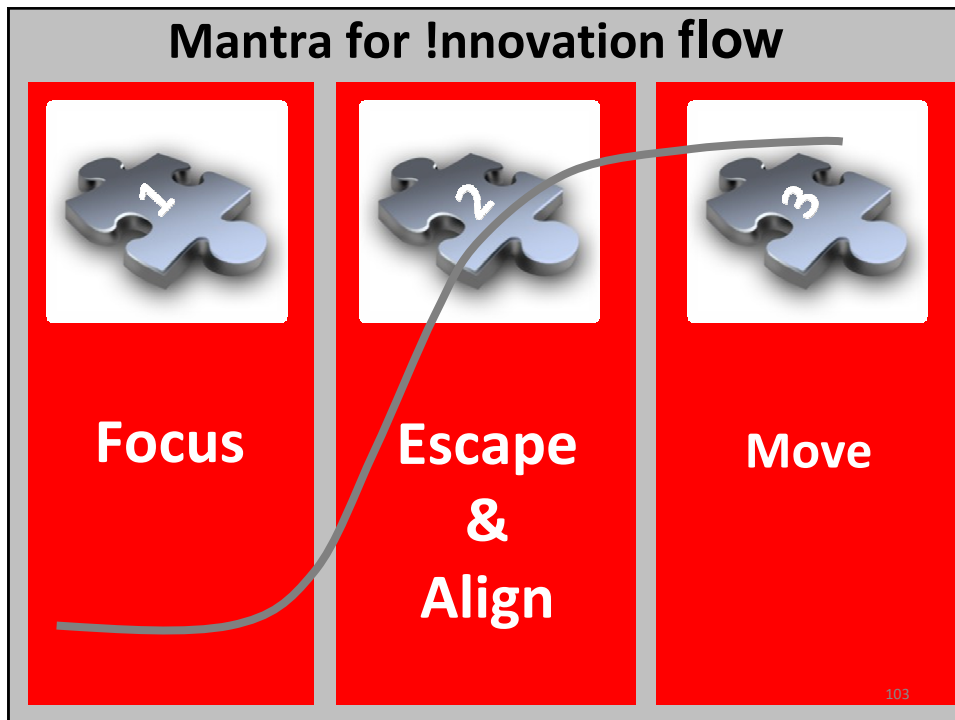 Mantra for !nnovation flow
1
2
3
Focus
Escape
&
Align
Move
103